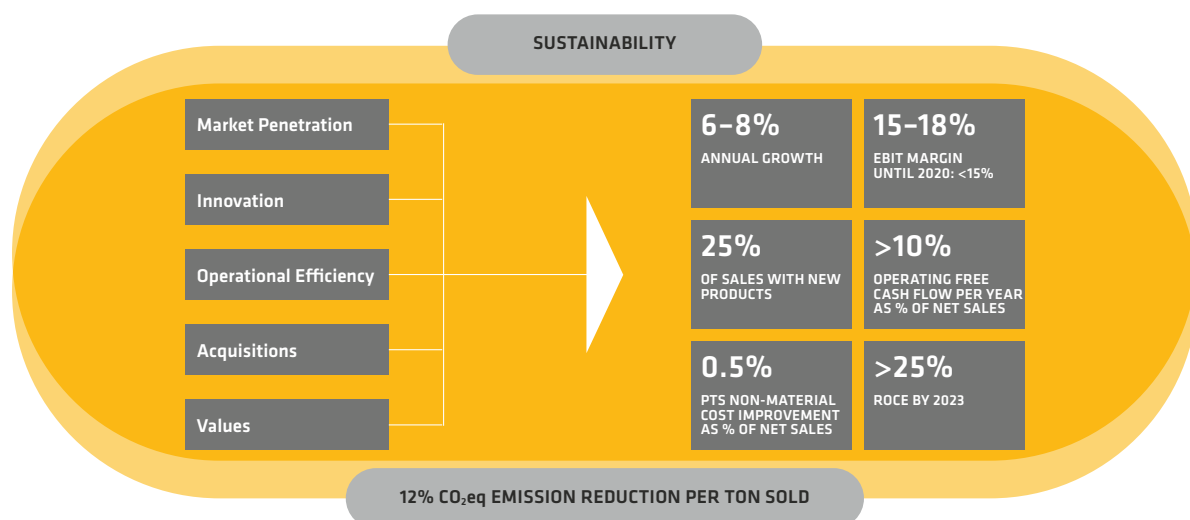 SUSTAINABILITY
Market Penetration
Innovation
Operational Efficiency
Acquisitions
Values
6–8%
ANNUAL GROWTH
15–18%
EBIT MARGIN
UNTIL 2020: <15%
25%
OF SALES WITH NEW
PRODUCTS
>10%
OPERATING FREE
CASH FLOW PER YEAR
AS % OF NET SALES
0.5%
PTS NON-MATERIAL
COST IMPROVEMENT
AS % OF NET SALES
>25%
ROCE BY 2023
12% CO₂eq EMISSION REDUCTION PER TON SOLD